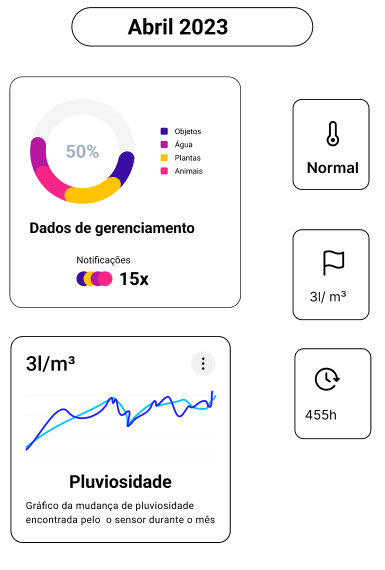 Abril 2023
50%
Objetos
Água
Plantas
Animais
Dados de gerenciamento
Notificações
15x
Normal
3l/ m³
455h
3l/m³
Pluviosidade
Gráfico da mudança de pluviosidade
encontrada pelo o sensor durante o mês